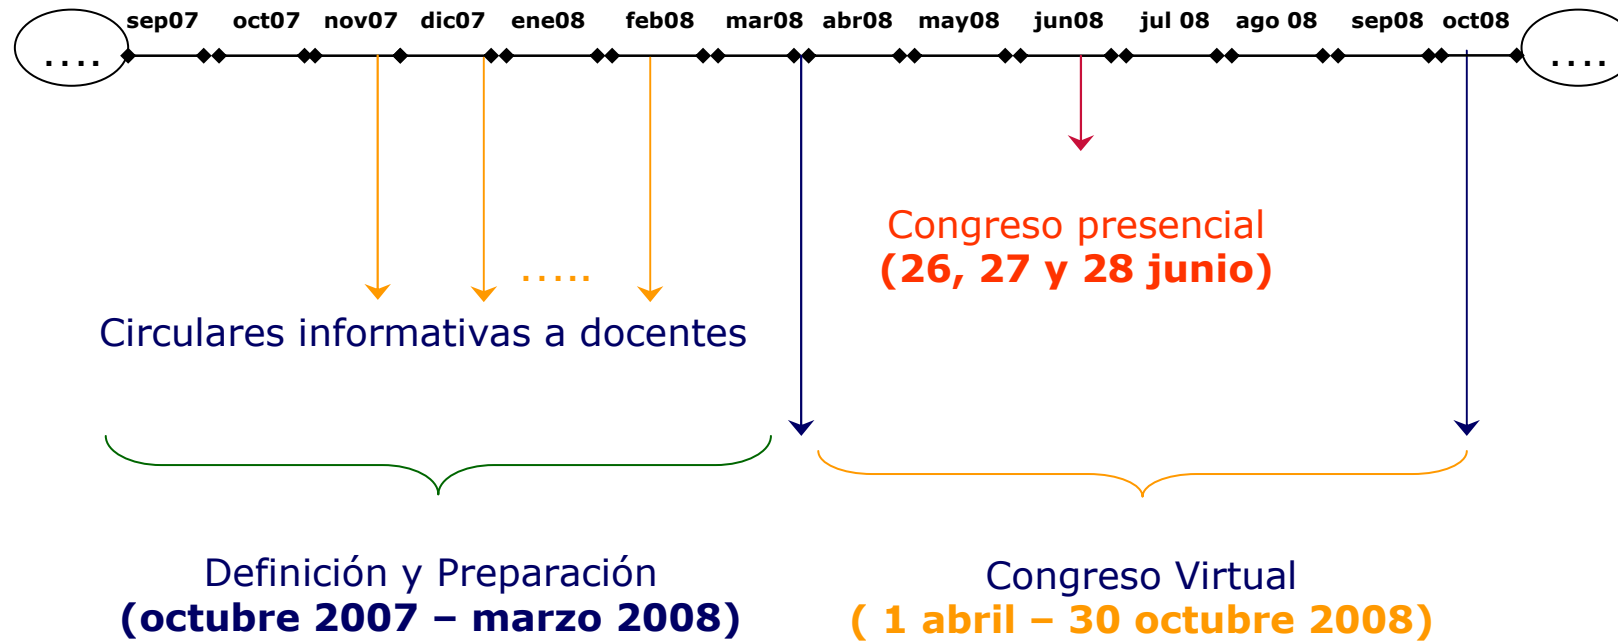 sep07 oct07 nov07 dic07 ene08 feb08 mar08 abr08 may08 jun08 jul 08 ago 08 sep08 oct08
.... ....
Congreso presencial
(26, 27 y 28 junio)
.....
Circulares informativas a docentes
Definición y Preparación
(octubre 2007 – marzo 2008)
Congreso Virtual
( 1 abril – 30 octubre 2008)